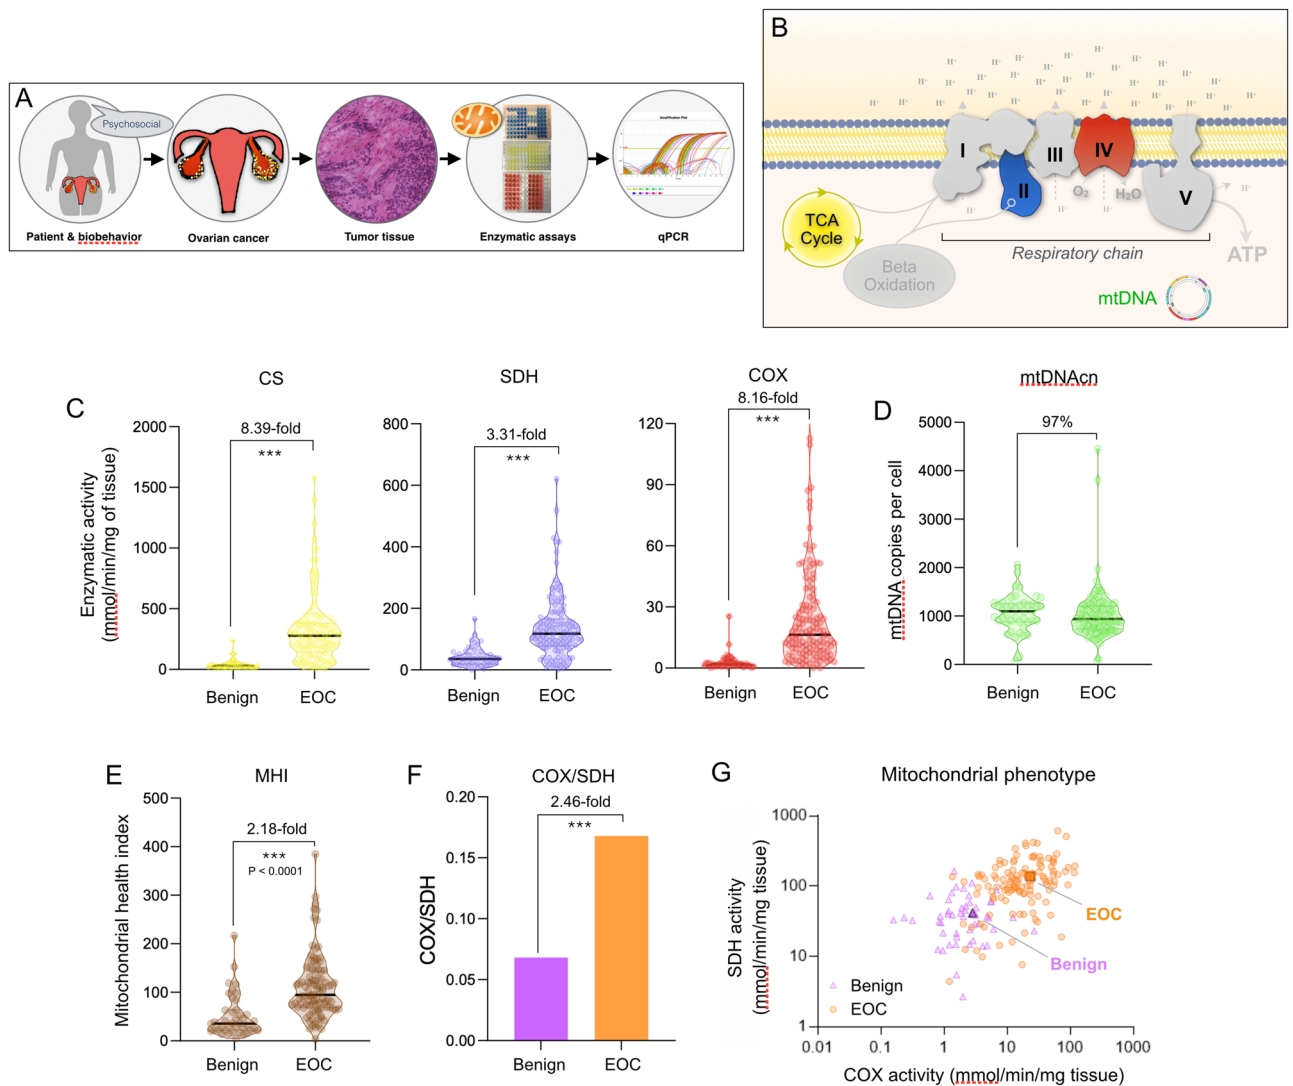 A
Psychosocial
Amplification Plot
Patient & biobehavior
Ovarian cancer
Tumor tissue
Enzymatic assays
qPCR
B
H⁺ H⁺ H⁺ H⁺ H⁺ H⁺ H⁺ H⁺ H⁺ H⁺ H⁺ H⁺ H⁺ H⁺ H⁺ H⁺ H⁺ H⁺ H⁺ H⁺ H⁺ H⁺ H⁺
I
II
III
IV
V
O₂
H₂O
H⁺
H⁺
H⁺
H⁺
TCA
Cycle
Beta
Oxidation
Respiratory chain
ATP
mtDNA
C
CS
Enzymatic activity
(mmol/min/mg of tissue)
2000
1500
1000
500
0
8.39-fold
***
Benign
EOC
SDH
800
600
400
200
0
3.31-fold
***
Benign
EOC
COX
120
90
60
30
0
8.16-fold
***
Benign
EOC
D
mtDNAcn
mtDNA copies per cell
5000
4000
3000
2000
1000
0
97%
Benign
EOC
E
MHI
Mitochondrial health index
500
400
300
200
100
0
2.18-fold
***
P < 0.0001
Benign
EOC
F
COX/SDH
COX/SDH
0.20
0.15
0.10
0.05
0.00
2.46-fold
***
Benign
EOC
G
Mitochondrial phenotype
SDH activity
(mmol/min/mg tissue)
1000
100
10
1
EOC
Benign
Benign
EOC
0.01
0.1
1
10
100
1000
COX activity (mmol/min/mg tissue)